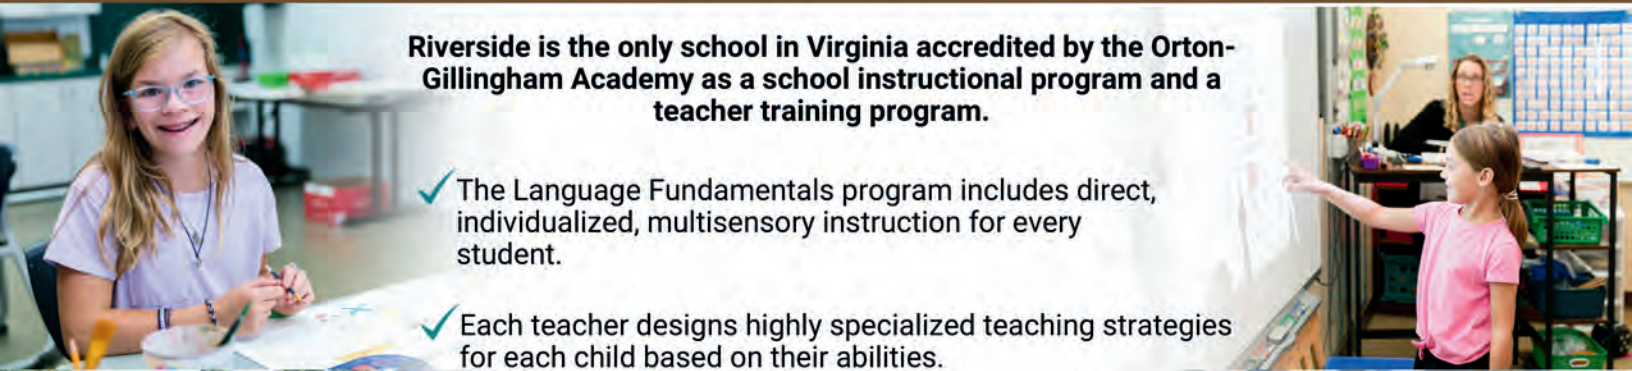 Riverside is the only school in Virginia accredited by the Orton-
Gillingham Academy as a school instructional program and a
teacher training program.
The Language Fundamentals program includes direct,
individualized, multisensory instruction for every
student.
Each teacher designs highly specialized teaching strategies
for each child based on their abilities.